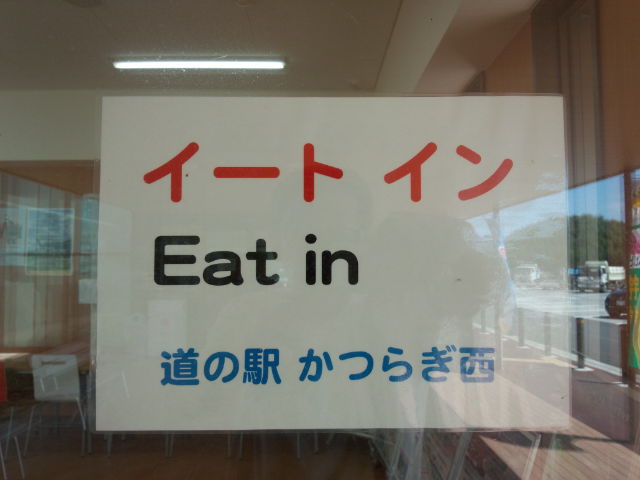 イート イン
Eat in
道の駅 かつらぎ西